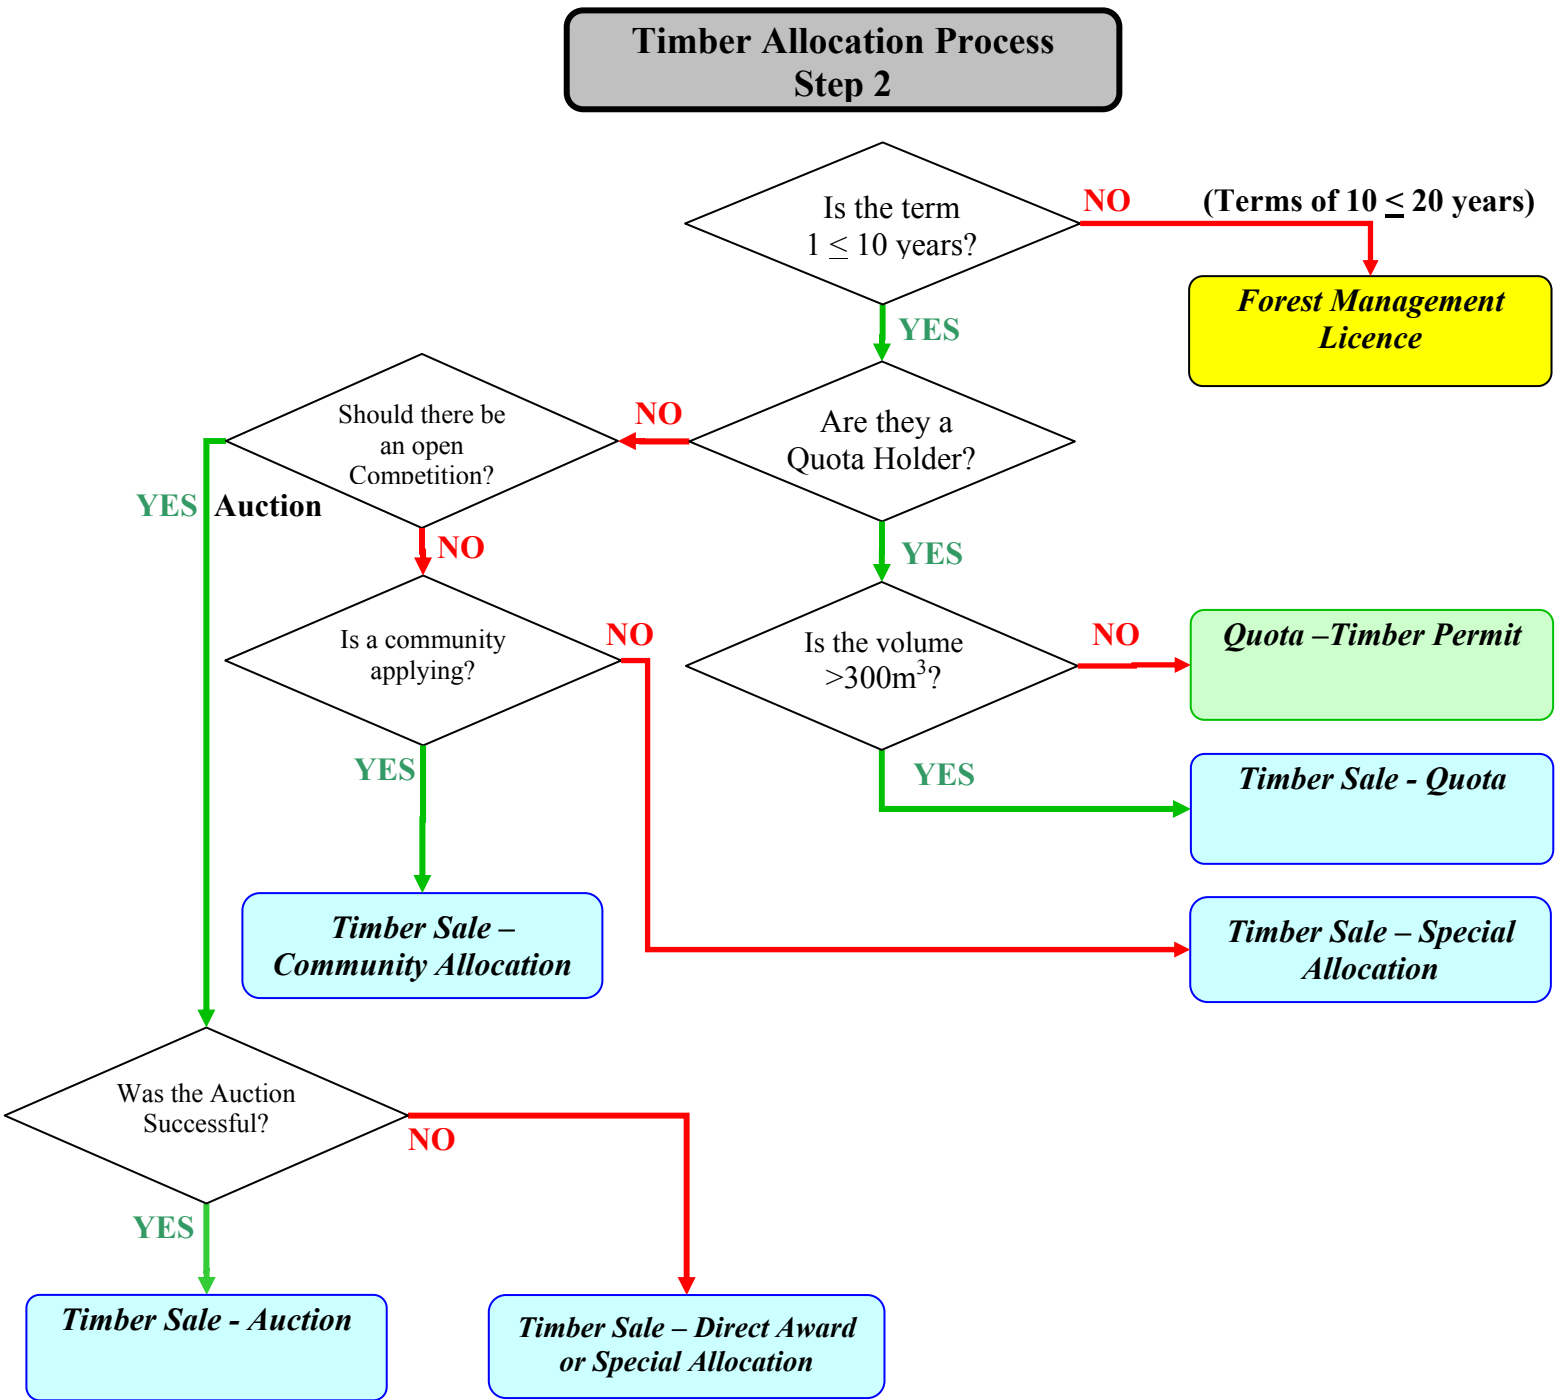 Timber Allocation Process
Step 2
Is the term
1 ≤ 10 years?
NO
(Terms of 10 ≤ 20 years)
Forest Management
Licence
YES
Should there be
an open
Competition?
NO
Are they a
Quota Holder?
YES Auction
NO
YES
Is a community
applying?
NO
Is the volume
>300m³?
NO
Quota –Timber Permit
YES
YES
Timber Sale - Quota
Timber Sale –
Community Allocation
Timber Sale – Special
Allocation
Was the Auction
Successful?
NO
YES
Timber Sale - Auction
Timber Sale – Direct Award
or Special Allocation